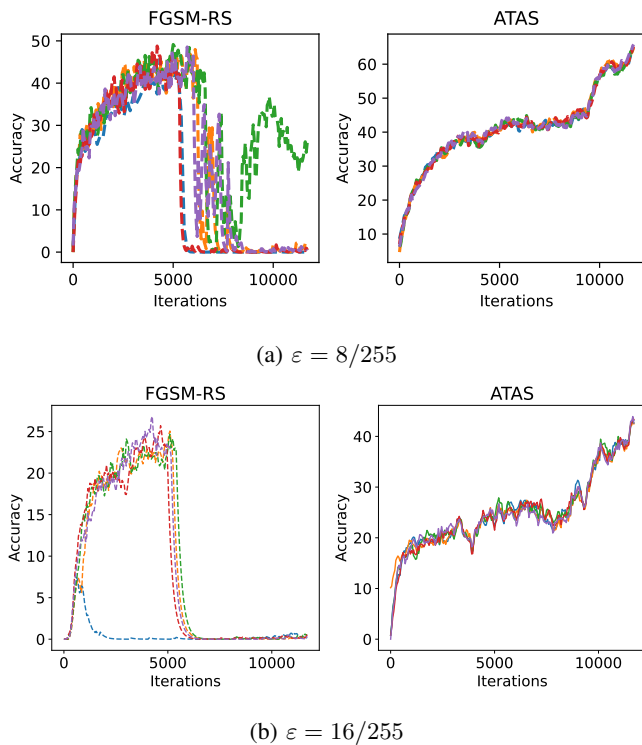 FGSM-RS
ATAS
Accuracy
50
40
30
20
10
0
0
5000
10000
Iterations
Accuracy
60
50
40
30
20
10
0
5000
10000
Iterations
(a) ε = 8/255
FGSM-RS
ATAS
Accuracy
25
20
15
10
5
0
0
5000
10000
Iterations
Accuracy
40
30
20
10
0
0
5000
10000
Iterations
(b) ε = 16/255